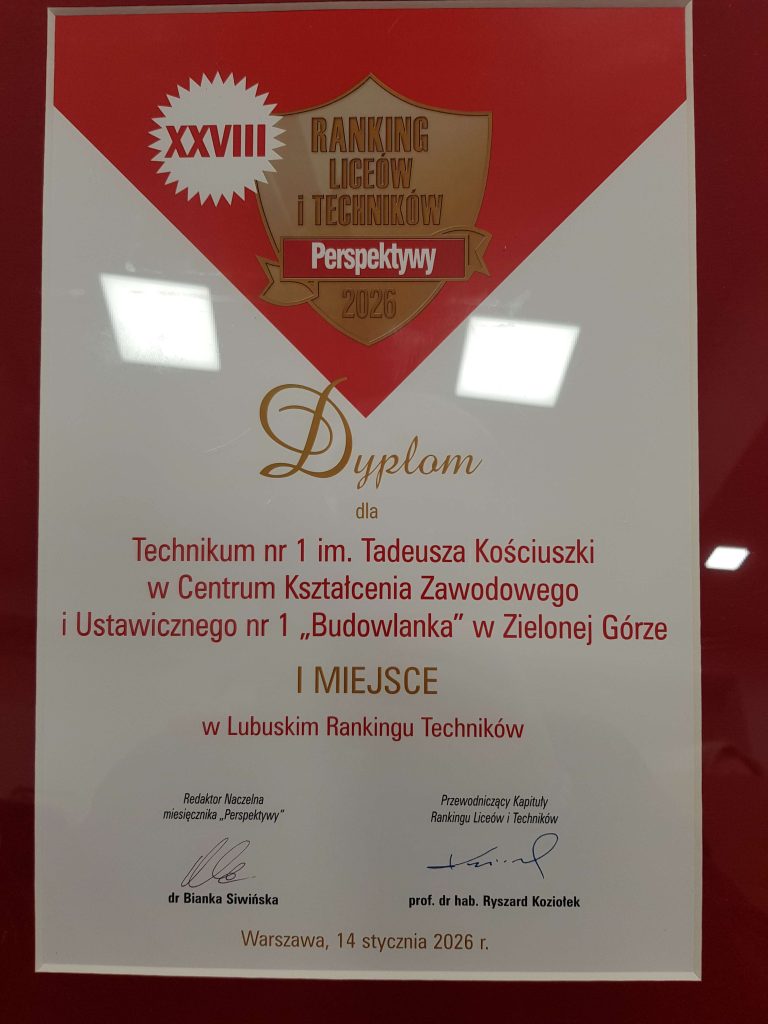 XXVIII
RANKING
LICEÓW
i TECHNIKÓW
Perspektywy
2026
Dyplom
dla
Technikum nr 1 im. Tadeusza Kościuszki
w Centrum Kształcenia Zawodowego
i Ustawicznego nr 1 „Budowlanka” w Zielonej Górze
I MIEJSCE
w Lubuskim Rankingu Techników
Redaktor Naczelna
miesięcznika „Perspektywy”
dr Bianka Siwińska
Przewodniczący Kapituły
Rankingu Liceów i Techników
prof. dr hab. Ryszard Koziołek
Warszawa, 14 stycznia 2026 r.